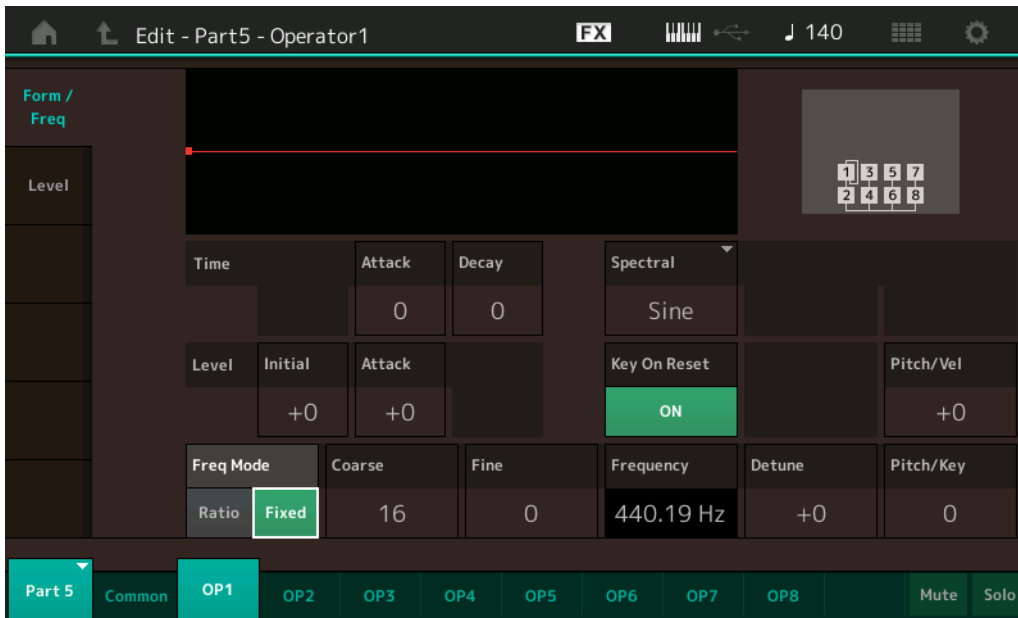 Edit - Part5 - Operator1 FX ♩ 140
Form /
Freq
Level
1 3 5 7
2 4 6 8
Time Attack Decay Spectral
0 0 Sine
Level Initial Attack Key On Reset Pitch/Vel
+0 +0 ON +0
Freq Mode Coarse Fine Frequency Detune Pitch/Key
Ratio Fixed 16 0 440.19 Hz +0 0
Part 5 Common OP1 OP2 OP3 OP4 OP5 OP6 OP7 OP8 Mute Solo